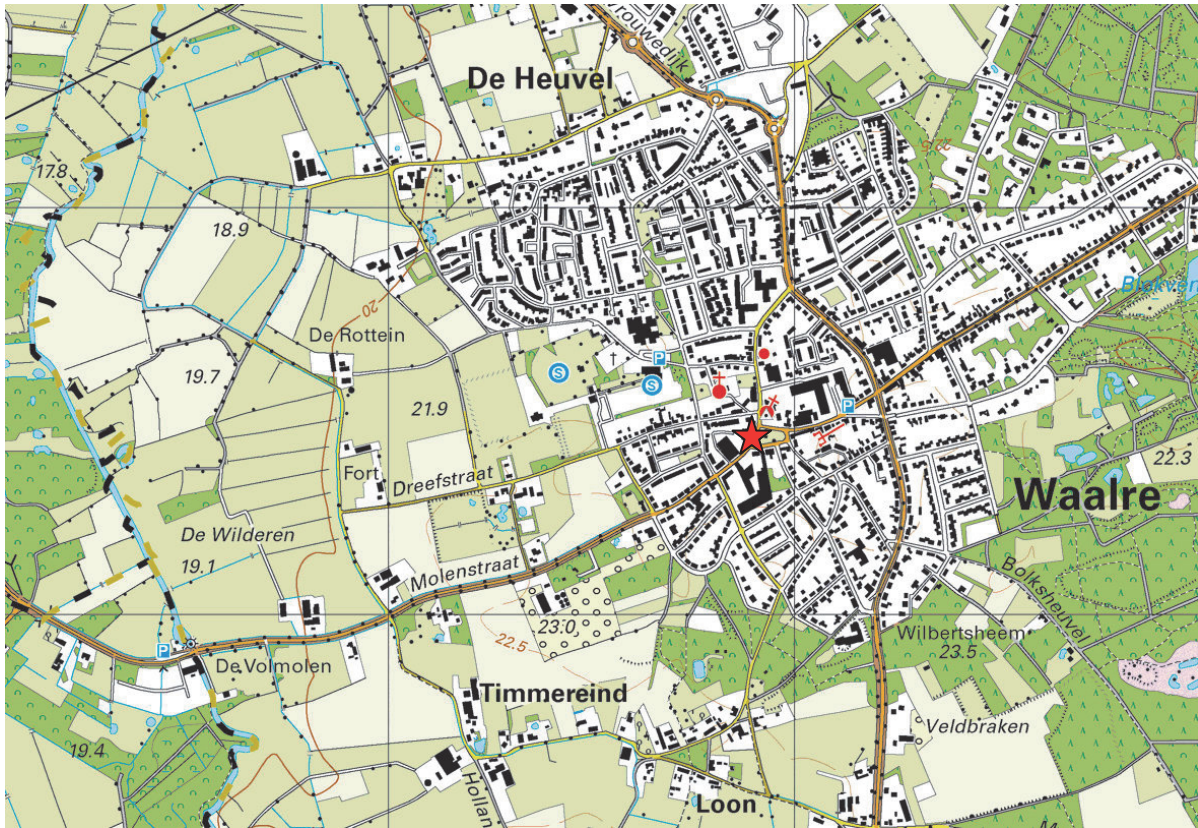 De Heuvel
17.8
18.9
20
De Rottein
19.7
21.9
S
S
P
P
Blokven
Fort
Dreefstraat
22.3
Waalre
De Wilderen
19.1
Molenstraat
23.0
22.5
Bolksheuvel
Wilbertsheem
23.5
P
De Volmolen
Timmereind
Veldbraken
19.4
Loon